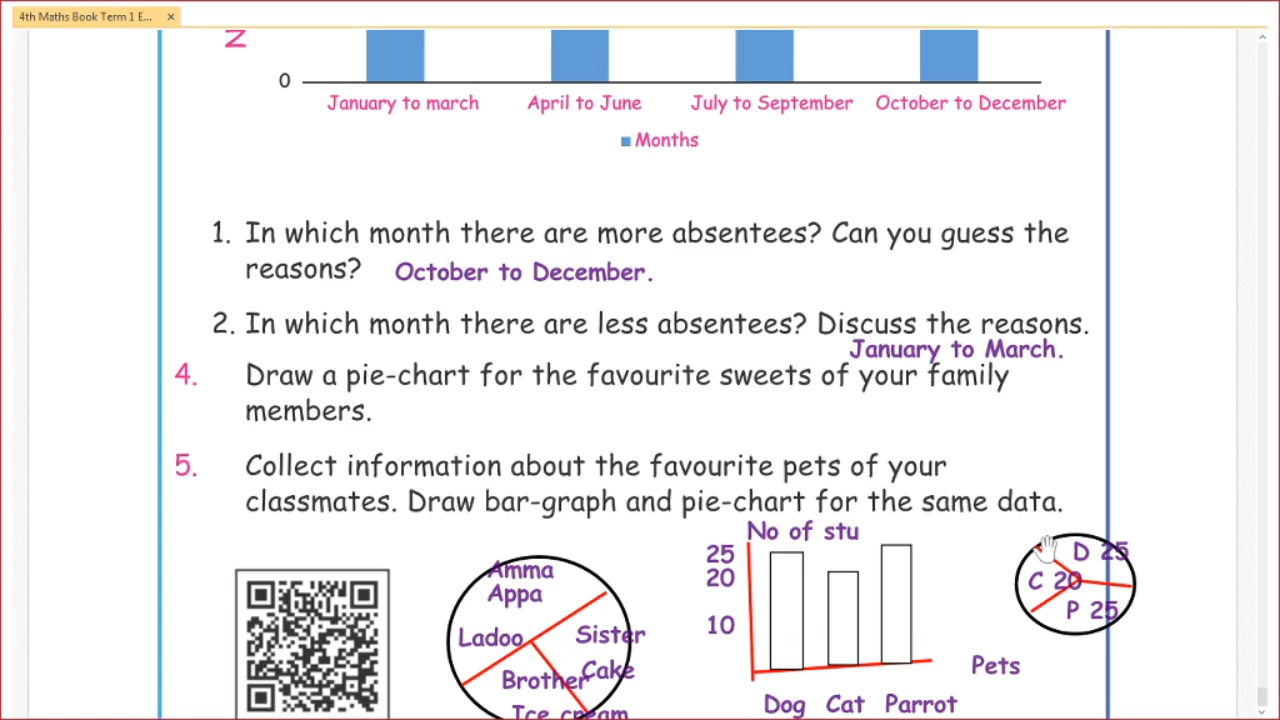 4th Maths Book Term 1 E...
N
0
January to march April to June July to September October to December
Months
1. In which month there are more absentees? Can you guess the
reasons? October to December.
2. In which month there are less absentees? Discuss the reasons.
January to March.
4. Draw a pie-chart for the favourite sweets of your family
members.
5. Collect information about the favourite pets of your
classmates. Draw bar-graph and pie-chart for the same data.
Amma
Appa
Ladoo
Sister
Cake
Brother
Ice cream
No of stu
25
20
10
Pets
Dog Cat Parrot
D 25
C 20
P 25